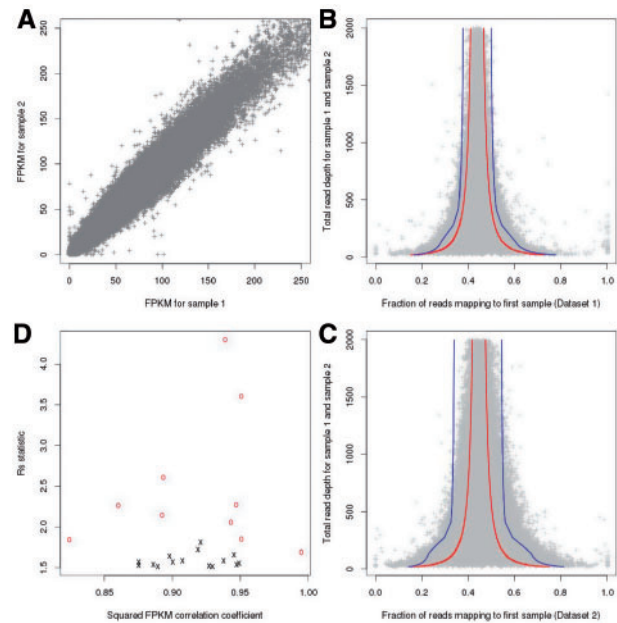 A
FPKM for sample 2
250
200
150
100
50
0
0 50 100 150 200 250
FPKM for sample 1
B
Total read depth for sample 1 and sample 2
2000
1500
1000
500
0
0.0 0.2 0.4 0.6 0.8 1.0
Fraction of reads mapping to first sample (Dataset 1)
D
Rs statistic
4.0
3.5
3.0
2.5
2.0
1.5
0.85 0.90 0.95 1.00
Squared FPKM correlation coefficient
C
Total read depth for sample 1 and sample 2
2000
1500
1000
500
0
0.0 0.2 0.4 0.6 0.8 1.0
Fraction of reads mapping to first sample (Dataset 2)